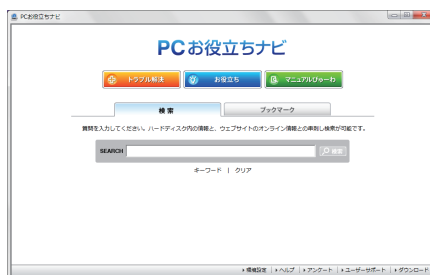 PCお役立ちナビ
PCお役立ちナビ
トラブル解決 お役立ち マニュアルびゅーわ
検索 ブックマーク
質問を入力してください。ハードディスク内の情報と、ウェブサイトのオンライン情報との串刺し検索が可能です。
SEARCH 検索
キーワード | クリア
環境設定 | ヘルプ | アンケート | ユーザーサポート | ダウンロード